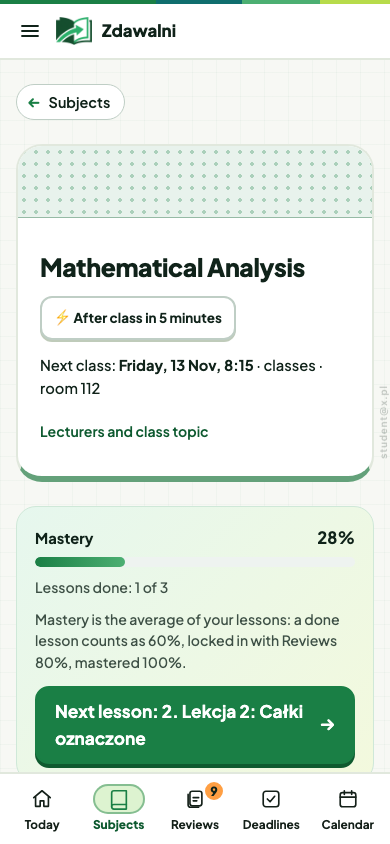 Zdawalni
Subjects
Mathematical Analysis
⚡ After class in 5 minutes
Next class: Friday, 13 Nov, 8:15 · classes ·
room 112
Lecturers and class topic
student@x.pl
Mastery 28%
Lessons done: 1 of 3
Mastery is the average of your lessons: a done
lesson counts as 60%, locked in with Reviews
80%, mastered 100%.
Next lesson: 2. Lekcja 2: Całki
oznaczone
9
Today Subjects Reviews Deadlines Calendar